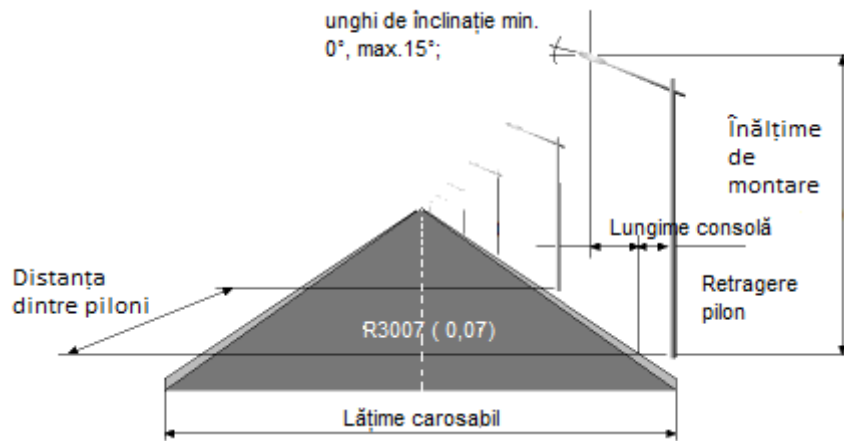 unghi de înclinație min.
0°, max.15°;
Înălțime
de
montare
Lungime consolă
Distanța
dintre piloni
Retragere
pilon
R3007 ( 0,07)
Lățime carosabil